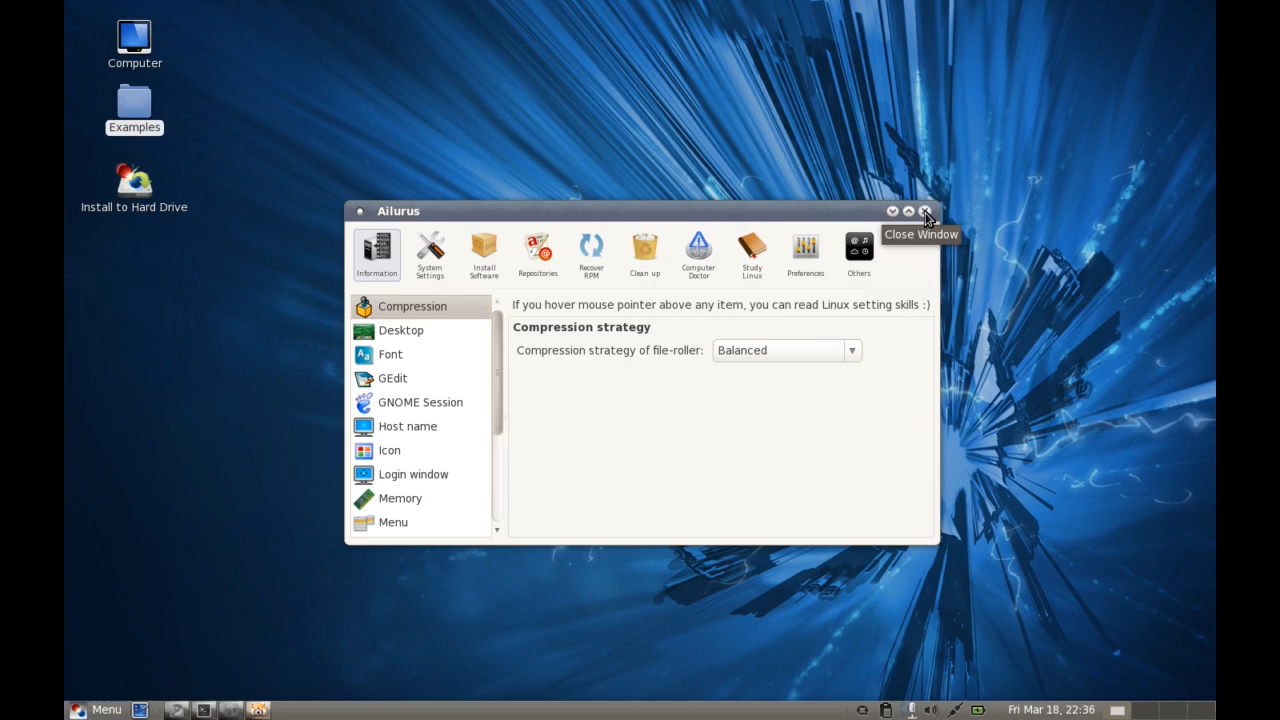 Computer
Examples
Install to Hard Drive
Ailurus
Close Window
Information
System Settings
Install Software
Repositories
Recover RPM
Clean up
Computer Doctor
Study Linux
Preferences
Others
Compression
Desktop
Font
GEdit
GNOME Session
Host name
Icon
Login window
Memory
Menu
If you hover mouse pointer above any item, you can read Linux setting skills :)
Compression strategy
Compression strategy of file-roller: Balanced
Menu
Fri Mar 18, 22:36